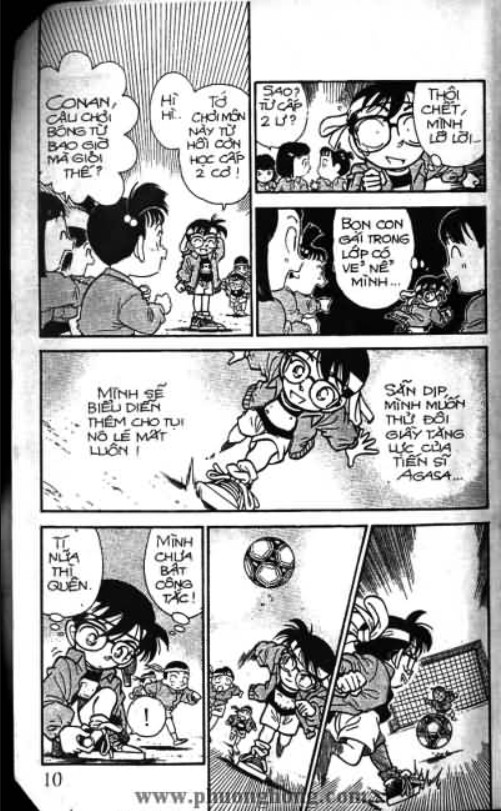 CONAN,
CẬU CHƠI
BÓNG TỪ
BAO GIỜ
MÀ GIỎI
THẾ?
HÌ
HÌ..
TỚ
CHƠI MÔN
NÀY TỪ
HỒI CÒN
HỌC CẤP
2 CƠ!
SAO?
TỪ CẤP
2 Ư?
THÔI
CHẾT,
MÌNH
LỠ LỜI...
BỌN CON
GÁI TRONG
LỚP CÓ
VẺ "NỂ"
MÌNH...
MÌNH SẼ
BIỂU DIỄN
THÊM CHO TỤI
NÓ LÉ MẮT
LUÔN!
SẴN DỊP,
MÌNH MUỐN
THỬ ĐÔI
GIÀY TĂNG
LỰC CỦA
TIẾN SĨ
AGASA...
TÍ
NỮA
THÌ
QUÊN.
MÌNH
CHƯA
BẬT
CÔNG
TẮC!
!
10